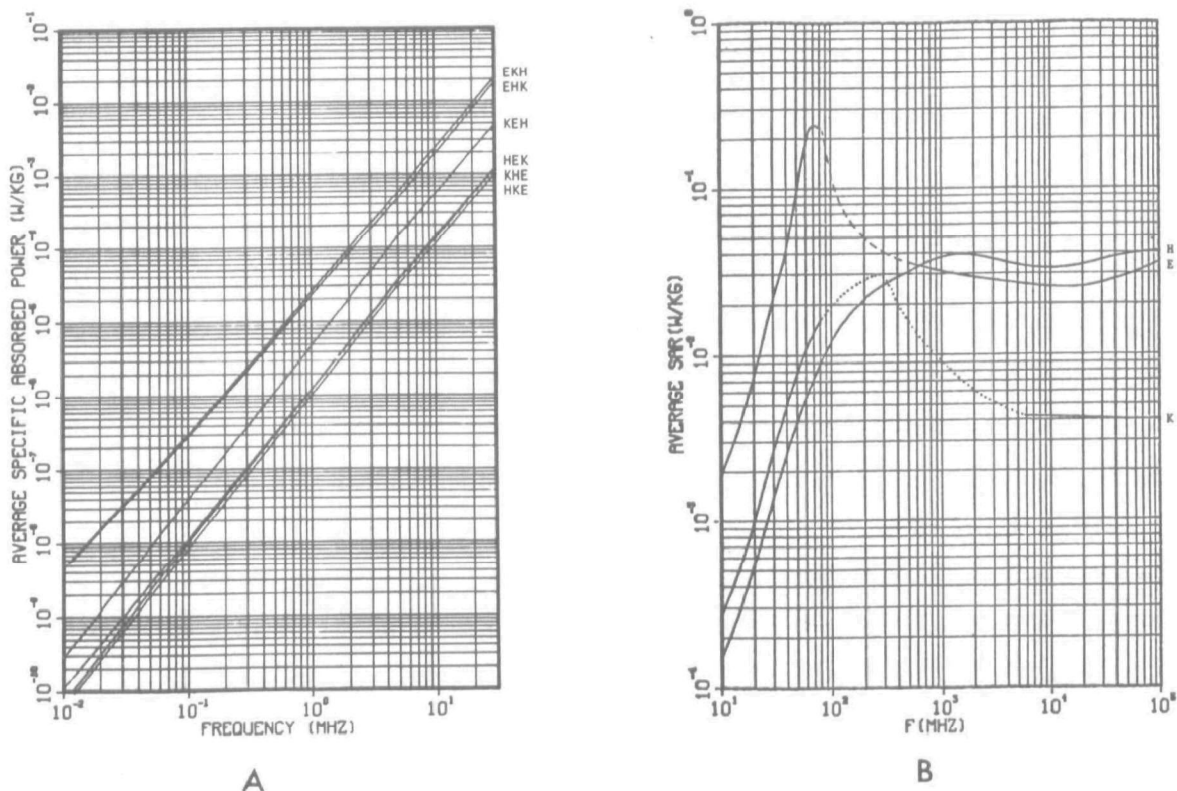 AVERAGE SPECIFIC ABSORBED POWER (W/KG)
10⁻¹
10⁻²
10⁻³
10⁻⁴
10⁻⁵
10⁻⁶
10⁻⁷
10⁻⁸
10⁻⁹
10⁻¹⁰
EKH
EHK
KEH
HEK
KHE
HKE
10⁻² 10⁻¹ 10⁰ 10¹
FREQUENCY (MHZ)
A
AVERAGE SAR(W/KG)
10⁰
10⁻¹
10⁻²
10⁻³
10⁻⁴
H
E
K
10¹ 10² 10³ 10⁴ 10⁵
F(MHZ)
B